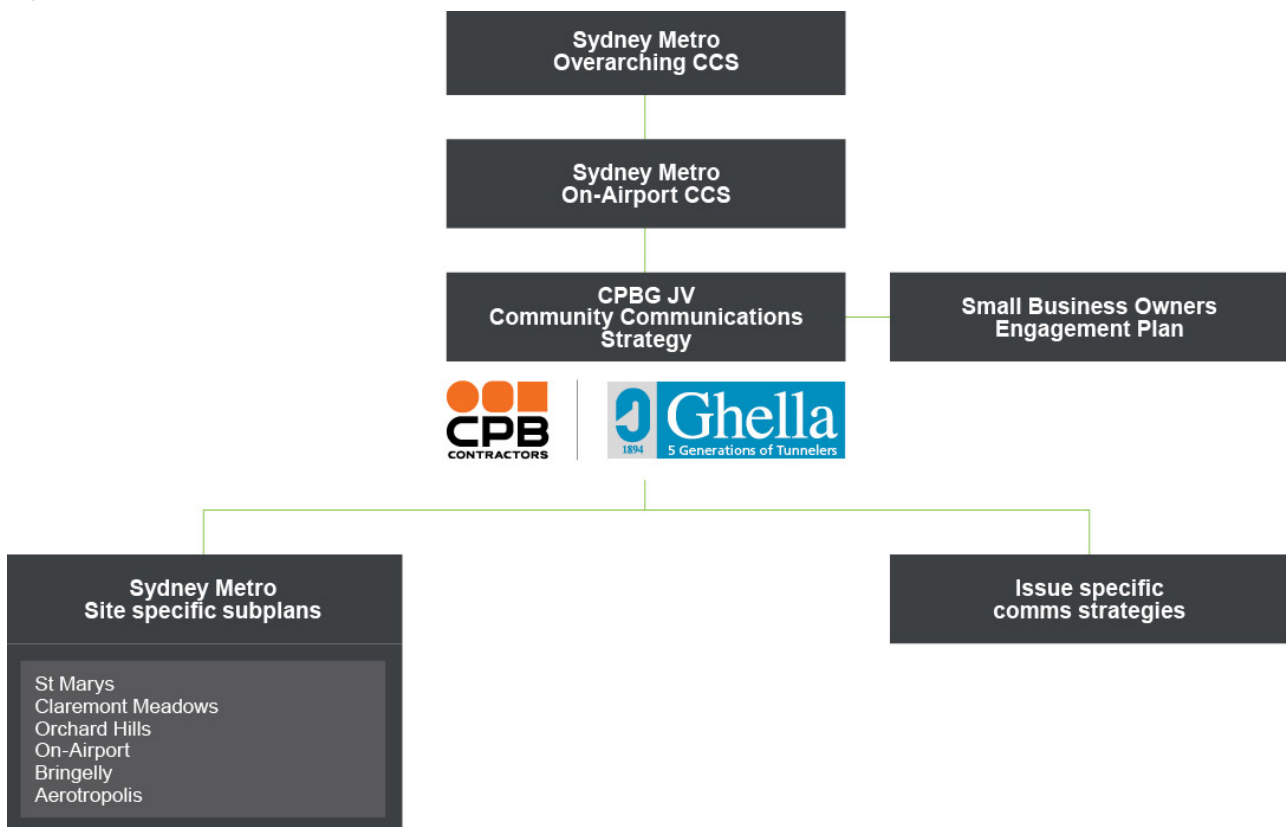 Sydney Metro
Overarching CCS
Sydney Metro
On-Airport CCS
CPBG JV
Community Communications
Strategy
Small Business Owners
Engagement Plan
CPB
CONTRACTORS
Ghella
1894
5 Generations of Tunnelers
Sydney Metro
Site specific subplans
St Marys
Claremont Meadows
Orchard Hills
On-Airport
Bringelly
Aerotropolis
Issue specific
comms strategies